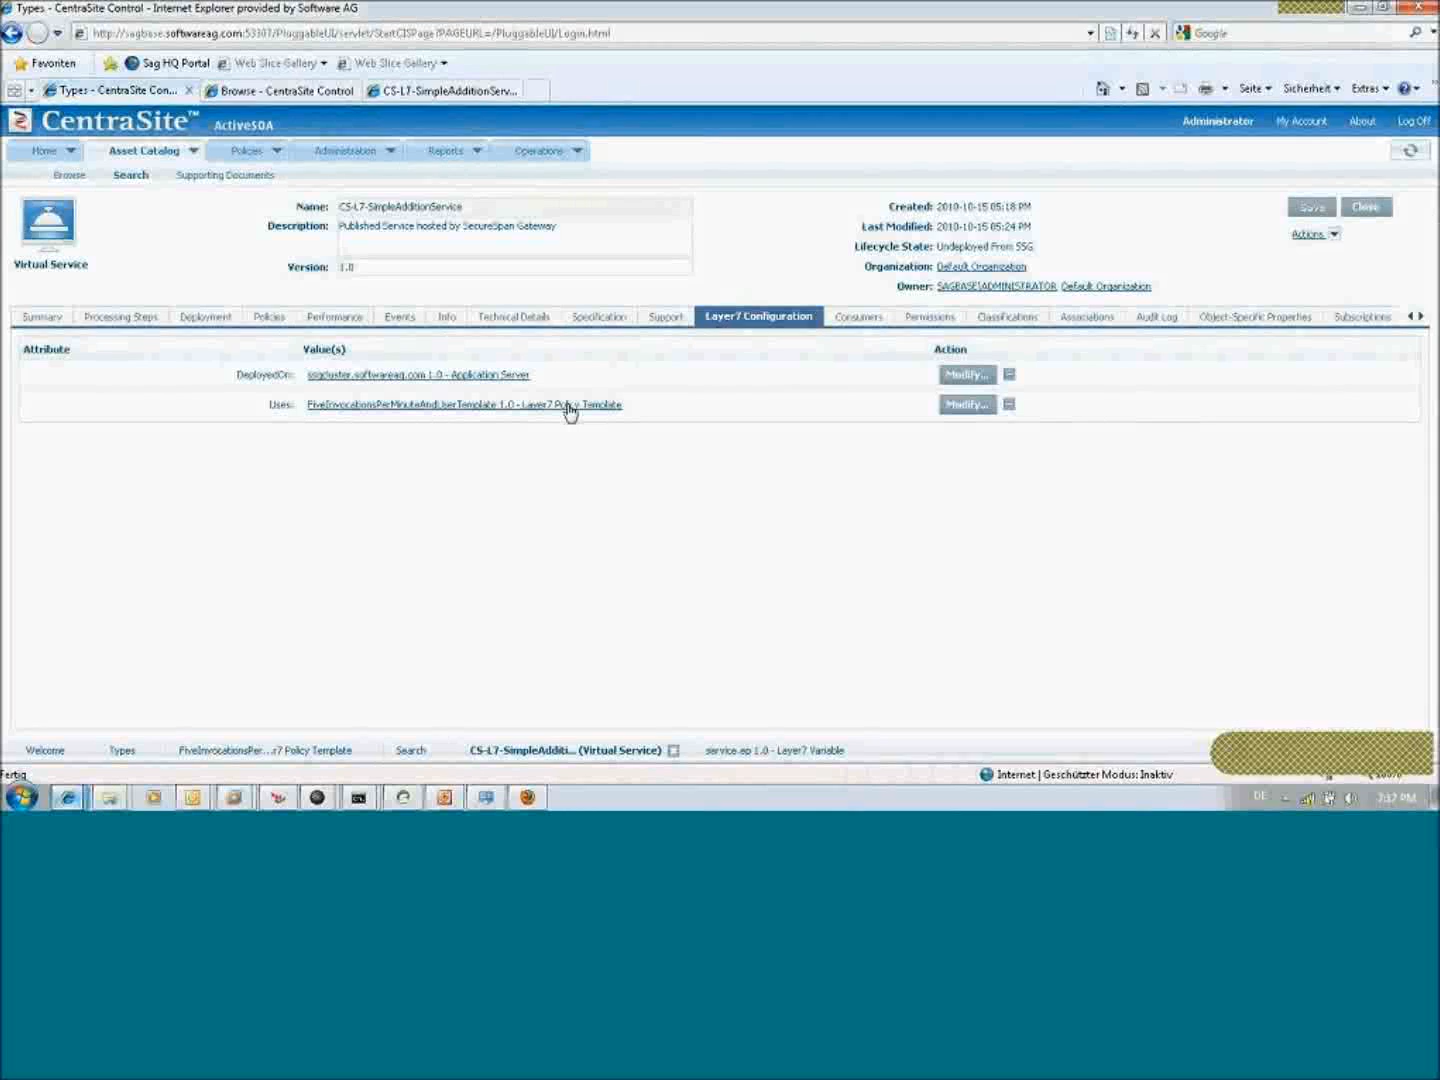 Types - CentraSite Control - Internet Explorer provided by Software AG
http://sagbase.softwareag.com:53307/PluggableUI/servlet/StartCISPage?PAGEURL=/PluggableUI/Login.html
Google
Favoriten Sag HQ Portal Web Slice Gallery Web Slice Gallery
Types - CentraSite Con... Browse - CentraSite Control CS-L7-SimpleAdditionServ... Seite Sicherheit Extras
CentraSite™ ActiveSOA Administrator My Account About Log Off
Home Asset Catalog Policies Administration Reports Operations
Browse Search Supporting Documents
Name: CS-L7-SimpleAdditionService Created: 2010-10-15 05:18 PM Save Close
Description: Published Service hosted by SecureSpan Gateway Last Modified: 2010-10-15 05:24 PM Actions
Lifecycle State: Undeployed From SSG
Virtual Service Version: 1.0 Organization: Default Organization
Owner: SAGBASE\ADMINISTRATOR Default Organization
Summary Processing Steps Deployment Policies Performance Events Info Technical Details Specification Support Layer7 Configuration Consumers Permissions Classifications Associations Audit Log Object-Specific Properties Subscriptions
Attribute Value(s) Action
DeployedOn: ssgcluster.softwareag.com 1.0 - Application Server Modify...
Uses: FiveInvocationsPerMinuteAndUserTemplate 1.0 - Layer7 Policy Template Modify...
Welcome Types FiveInvocationsPer...r7 Policy Template Search CS-L7-SimpleAdditi... (Virtual Service) service.ep 1.0 - Layer7 Variable
Fertig Internet | Geschützter Modus: Inaktiv
DE 7:37 PM